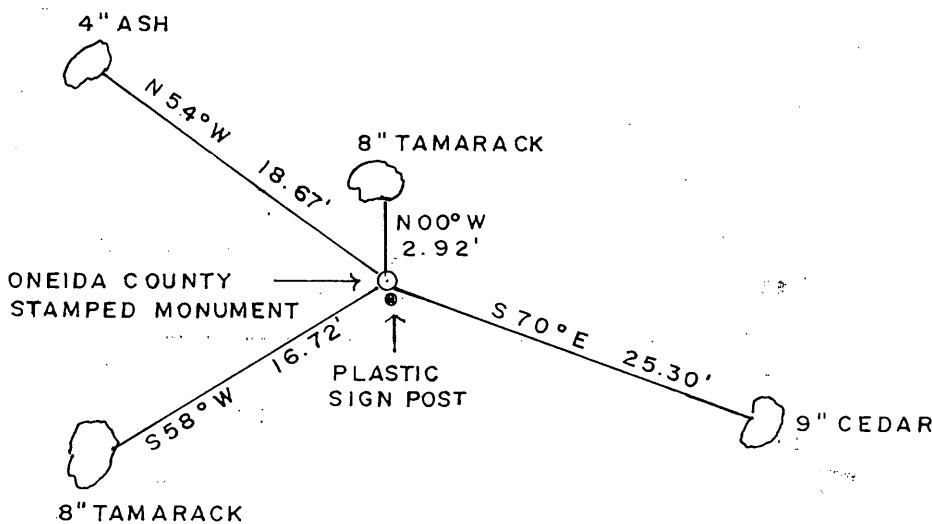 4" ASH
N 54° W 18.67'
8" TAMARACK
N 00° W
2.92'
ONEIDA COUNTY
STAMPED MONUMENT
S 70° E 25.30'
S 58° W 16.72'
PLASTIC
SIGN POST
9" CEDAR
8" TAMARACK